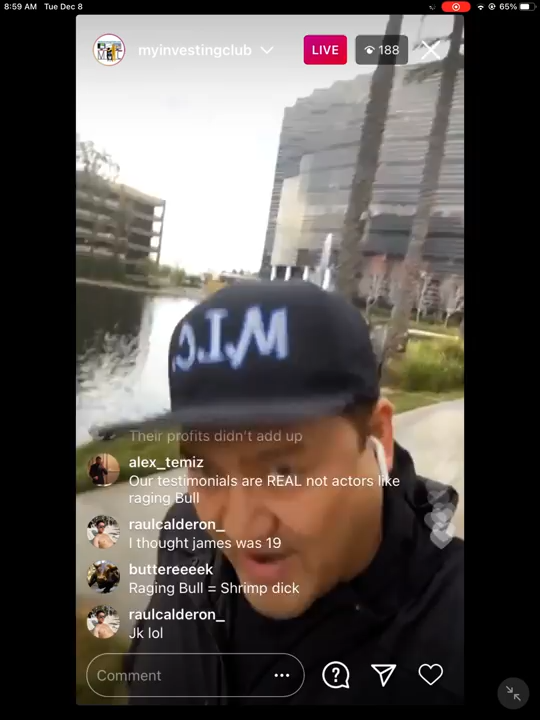 8:59 AM Tue Dec 8
65%
myinvestingclub
LIVE
188
M.I.C.
Their profits didn't add up
alex_temiz
Our testimonials are REAL not actors like
raging Bull
raulcalderon_
I thought james was 19
buttereeeek
Raging Bull = Shrimp dick
raulcalderon_
Jk lol
Comment